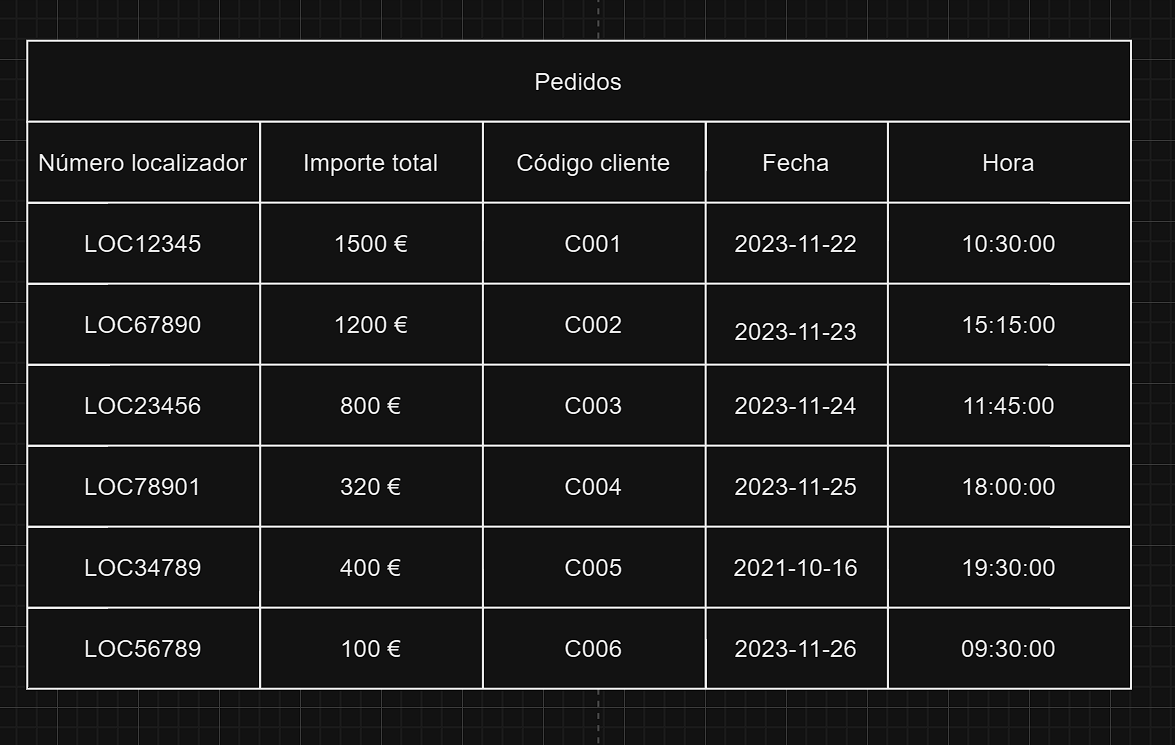 Pedidos
Número localizador Importe total Código cliente Fecha Hora
LOC12345 1500 € C001 2023-11-22 10:30:00
LOC67890 1200 € C002 2023-11-23 15:15:00
LOC23456 800 € C003 2023-11-24 11:45:00
LOC78901 320 € C004 2023-11-25 18:00:00
LOC34789 400 € C005 2021-10-16 19:30:00
LOC56789 100 € C006 2023-11-26 09:30:00